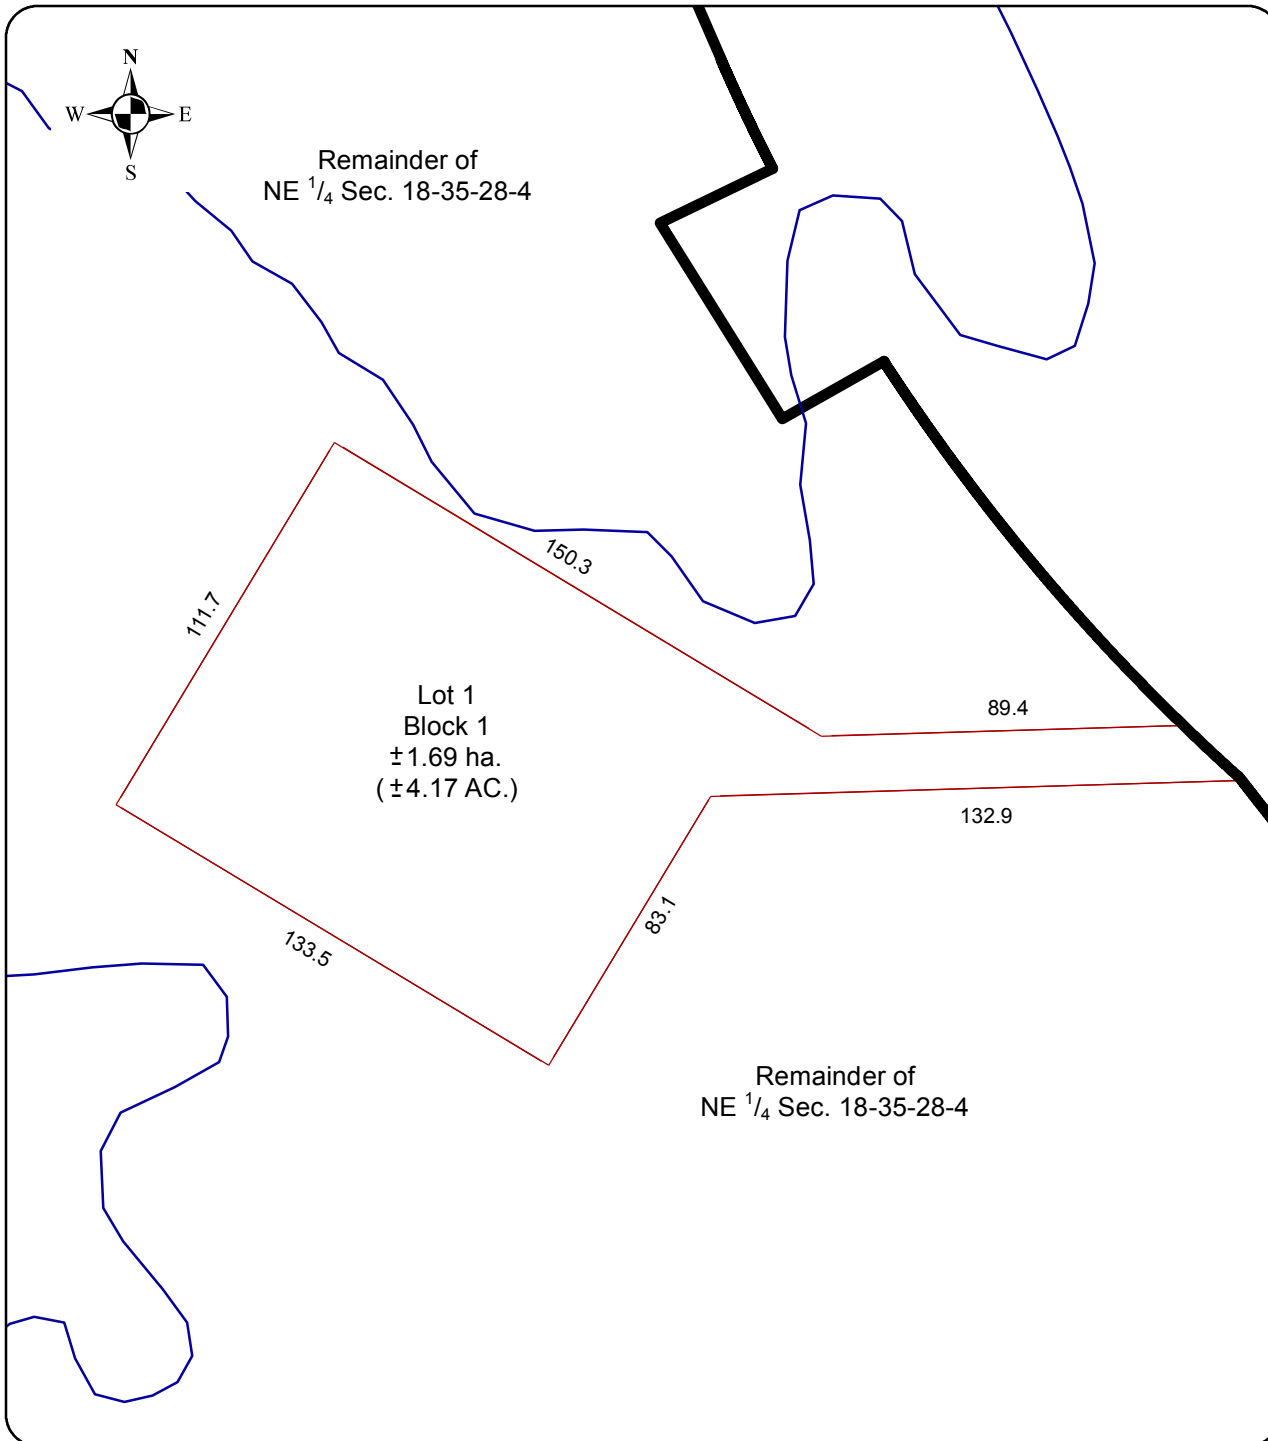 N
W E
S
Remainder of
NE 1/4 Sec. 18-35-28-4
150.3
111.7
Lot 1
Block 1
±1.69 ha.
(±4.17 AC.)
89.4
132.9
83.1
133.5
Remainder of
NE 1/4 Sec. 18-35-28-4